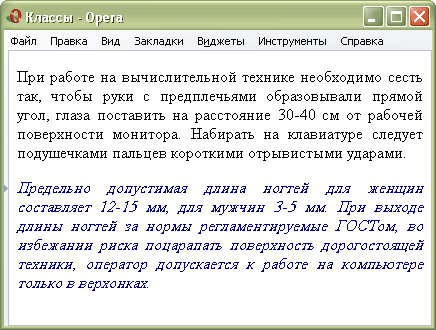 Классы - Opera
Файл Правка Вид Закладки Виджеты Инструменты Справка
При работе на вычислительной технике необходимо сесть
так, чтобы руки с предплечьями образовывали прямой
угол, глаза поставить на расстояние 30-40 см от рабочей
поверхности монитора. Набирать на клавиатуре следует
подушечками пальцев короткими отрывистыми ударами.
Предельно допустимая длина ногтей для женщин
составляет 12-15 мм, для мужчин 3-5 мм. При выходе
длины ногтей за нормы регламентируемые ГОСТом, во
избежании риска поцарапать поверхность дорогостоящей
техники, оператор допускается к работе на компьютере
только в верхонках.